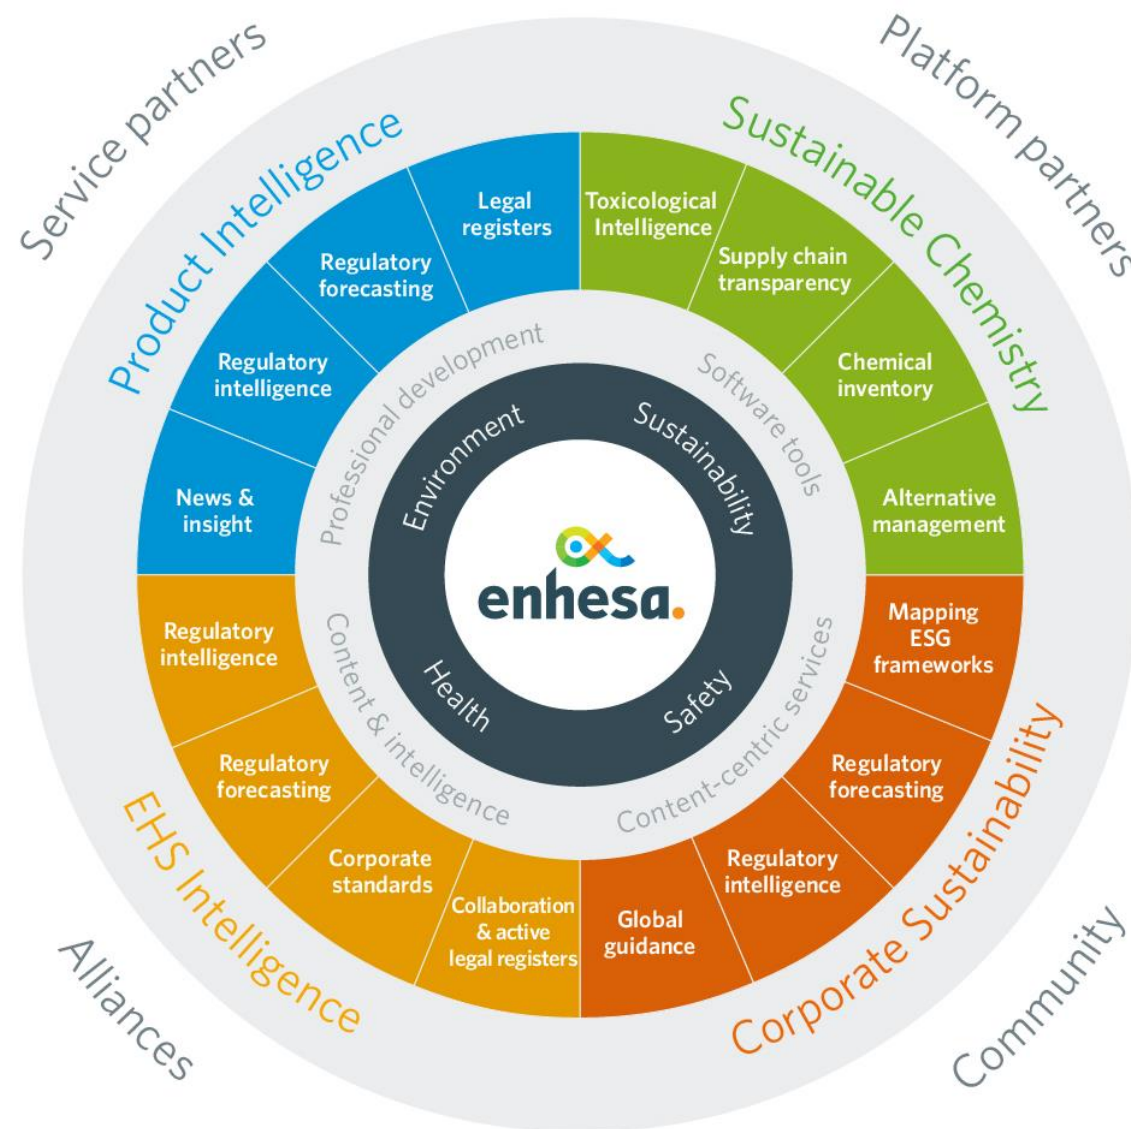 Service partners
Platform partners
Product Intelligence
Sustainable Chemistry
Legal
registers
Toxicological
Intelligence
Regulatory
forecasting
Supply chain
transparency
Regulatory
intelligence
Chemical
inventory
News &
insight
Alternative
management
Professional development
Software tools
Environment
Sustainability
enhesa.
Health
Safety
Content & intelligence
Content-centric services
Regulatory
intelligence
Mapping
ESG
frameworks
Regulatory
forecasting
Regulatory
forecasting
Corporate
standards
Regulatory
intelligence
Collaboration
& active
legal registers
Global
guidance
EHS Intelligence
Corporate Sustainability
Alliances
Community